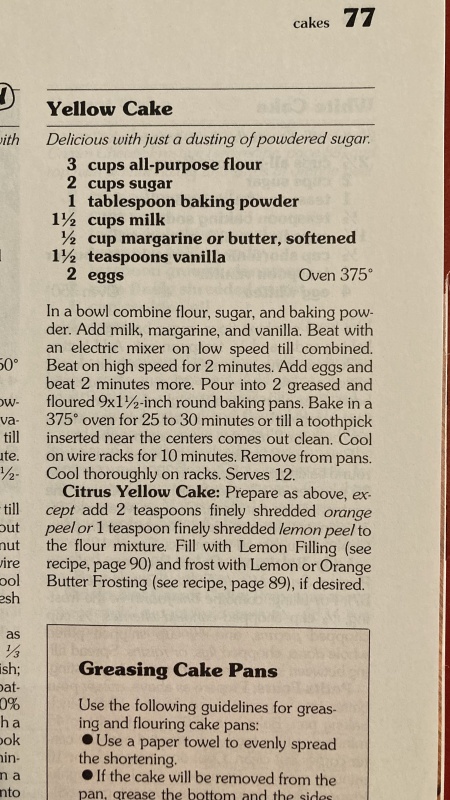 cakes 77
Yellow Cake
Delicious with just a dusting of powdered sugar.
3 cups all-purpose flour
2 cups sugar
1 tablespoon baking powder
1½ cups milk
½ cup margarine or butter, softened
1½ teaspoons vanilla
2 eggs Oven 375°
In a bowl combine flour, sugar, and baking pow-
der. Add milk, margarine, and vanilla. Beat with
an electric mixer on low speed till combined.
Beat on high speed for 2 minutes. Add eggs and
beat 2 minutes more. Pour into 2 greased and
floured 9x1½-inch round baking pans. Bake in a
375° oven for 25 to 30 minutes or till a toothpick
inserted near the centers comes out clean. Cool
on wire racks for 10 minutes. Remove from pans.
Cool thoroughly on racks. Serves 12.
Citrus Yellow Cake: Prepare as above, ex-
cept add 2 teaspoons finely shredded orange
peel or 1 teaspoon finely shredded lemon peel to
the flour mixture. Fill with Lemon Filling (see
recipe, page 90) and frost with Lemon or Orange
Butter Frosting (see recipe, page 89), if desired.
Greasing Cake Pans
Use the following guidelines for greas-
ing and flouring cake pans:
● Use a paper towel to evenly spread
the shortening.
● If the cake will be removed from the
pan, grease the bottom and the sides